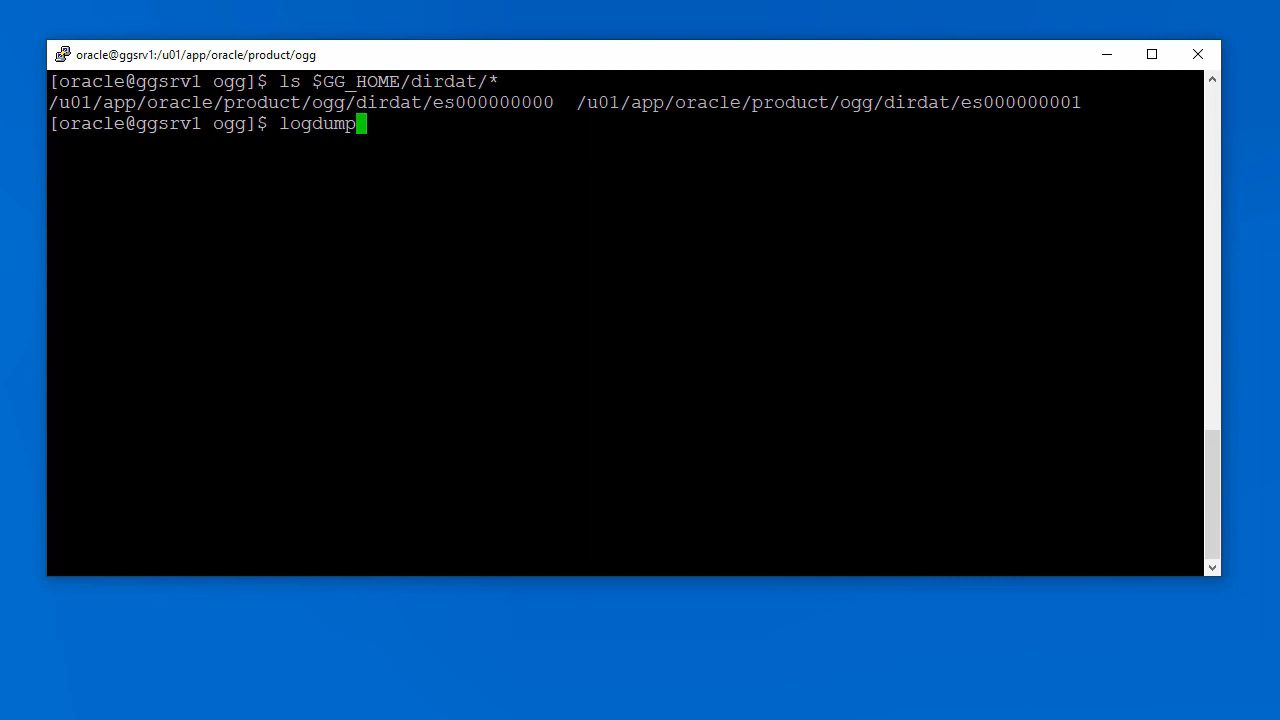 oracle@ggsrv1:/u01/app/oracle/product/ogg
[oracle@ggsrv1 ogg]$ ls $GG_HOME/dirdat/*
/u01/app/oracle/product/ogg/dirdat/es000000000  /u01/app/oracle/product/ogg/dirdat/es000000001
[oracle@ggsrv1 ogg]$ logdump